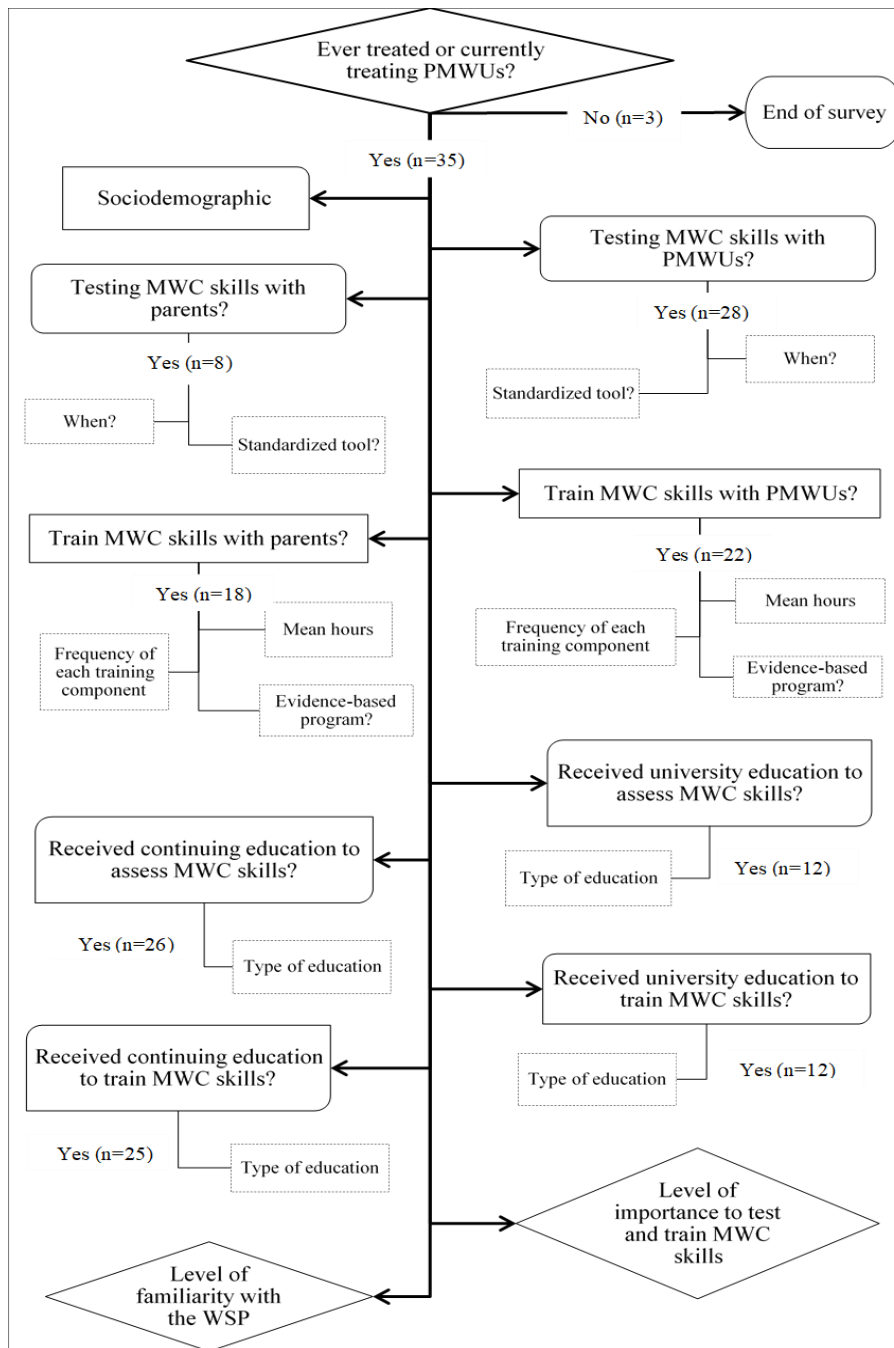 Ever treated or currently
treating PMWUs?
No (n=3)
End of survey
Yes (n=35)
Sociodemographic
Testing MWC skills with
PMWUs?
Testing MWC skills with
parents?
Yes (n=28)
When?
Yes (n=8)
Standardized tool?
When?
Standardized tool?
Train MWC skills with PMWUs?
Train MWC skills with parents?
Yes (n=22)
Mean hours
Yes (n=18)
Frequency of each
training component
Mean hours
Frequency of
each training
component
Evidence-based
program?
Evidence-based
program?
Received university education to
assess MWC skills?
Received continuing education to
assess MWC skills?
Type of education
Yes (n=12)
Yes (n=26)
Type of education
Received university education to
train MWC skills?
Received continuing education
to train MWC skills?
Type of education
Yes (n=12)
Yes (n=25)
Type of education
Level of
importance to test
and train MWC
skills
Level of
familiarity with
the WSP